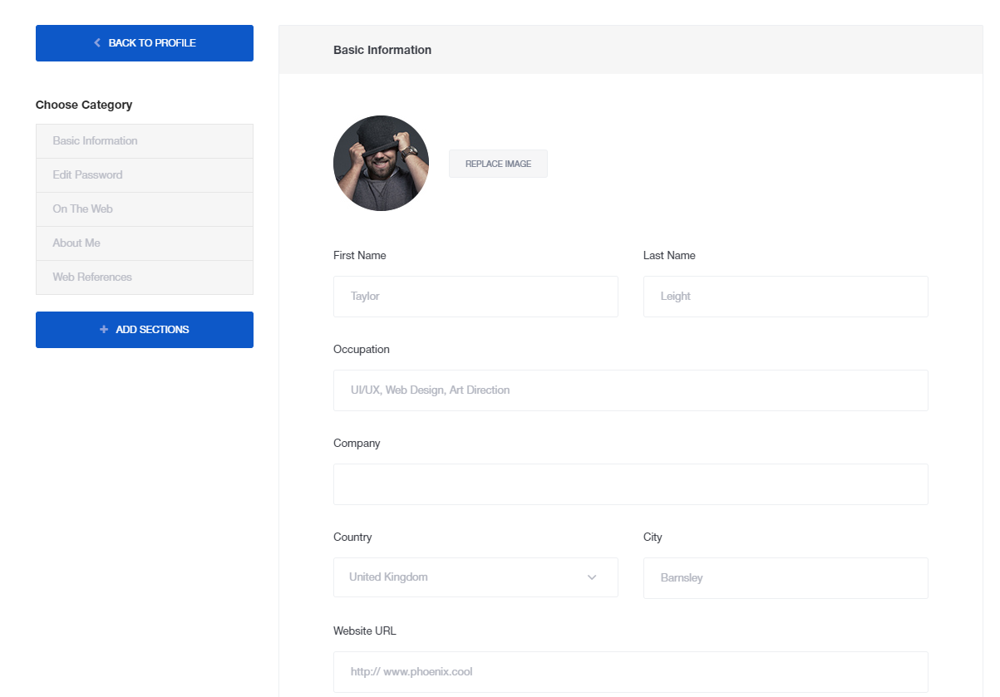 BACK TO PROFILE
Choose Category
Basic Information
Edit Password
On The Web
About Me
Web References
ADD SECTIONS
Basic Information
REPLACE IMAGE
First Name
Last Name
Taylor
Leight
Occupation
UI/UX, Web Design, Art Direction
Company
Country
City
United Kingdom
Barnsley
Website URL
http:// www.phoenix.cool